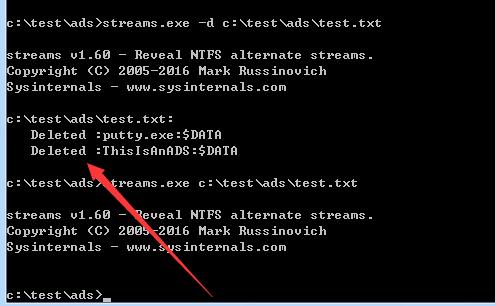 c:\test\ads>streams.exe -d c:\test\ads\test.txt
streams v1.60 - Reveal NTFS alternate streams.
Copyright (C) 2005-2016 Mark Russinovich
Sysinternals - www.sysinternals.com
c:\test\ads\test.txt:
Deleted :putty.exe:$DATA
Deleted :ThisIsAnADS:$DATA
c:\test\ads>streams.exe c:\test\ads\test.txt
streams v1.60 - Reveal NTFS alternate streams.
Copyright (C) 2005-2016 Mark Russinovich
Sysinternals - www.sysinternals.com
c:\test\ads>